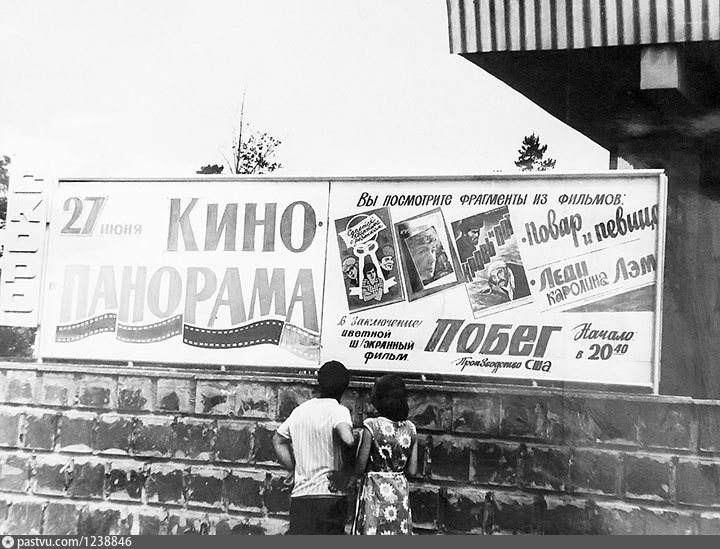 27 ИЮНЯ
КИНО
ПАНОРАМА
Вы посмотрите фрагменты из фильмов:
"Повар и певица"
"Леди Каролина Лэм"
В заключение
цветной
ш/экранный
фильм.
ПОБЕГ
Производство США
Начало
в 20 40
pastvu.com/1238846